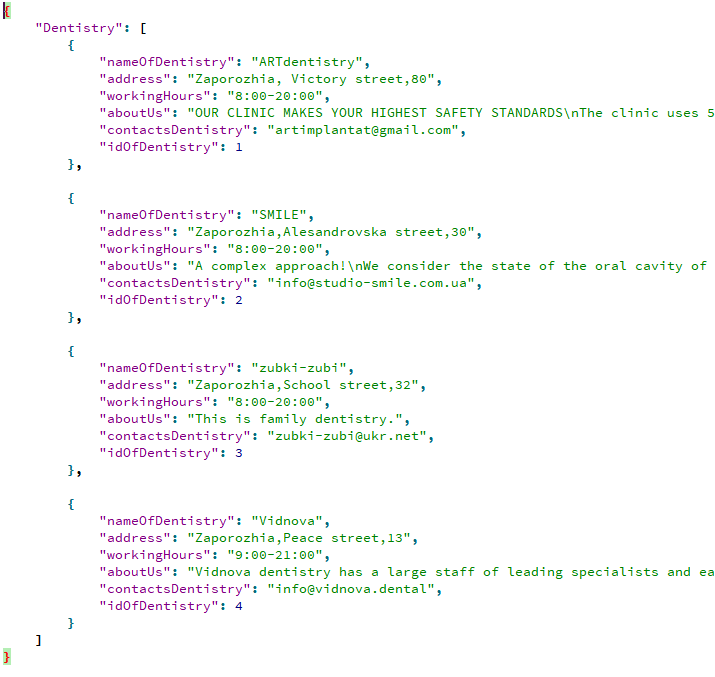 {
    "Dentistry": [
        {
            "nameOfDentistry": "ARTdentistry",
            "address": "Zaporozhia, Victory street,80",
            "workingHours": "8:00-20:00",
            "aboutUs": "OUR CLINIC MAKES YOUR HIGHEST SAFETY STANDARDS\nThe clinic uses 5
            "contactsDentistry": "artimplantat@gmail.com",
            "idOfDentistry": 1
        },
        {
            "nameOfDentistry": "SMILE",
            "address": "Zaporozhia,Alesandrovska street,30",
            "workingHours": "8:00-20:00",
            "aboutUs": "A complex approach!\nWe consider the state of the oral cavity of
            "contactsDentistry": "info@studio-smile.com.ua",
            "idOfDentistry": 2
        },
        {
            "nameOfDentistry": "zubki-zubi",
            "address": "Zaporozhia,School street,32",
            "workingHours": "8:00-20:00",
            "aboutUs": "This is family dentistry.",
            "contactsDentistry": "zubki-zubi@ukr.net",
            "idOfDentistry": 3
        },
        {
            "nameOfDentistry": "Vidnova",
            "address": "Zaporozhia,Peace street,13",
            "workingHours": "9:00-21:00",
            "aboutUs": "Vidnova dentistry has a large staff of leading specialists and ea
            "contactsDentistry": "info@vidnova.dental",
            "idOfDentistry": 4
        }
    ]
}